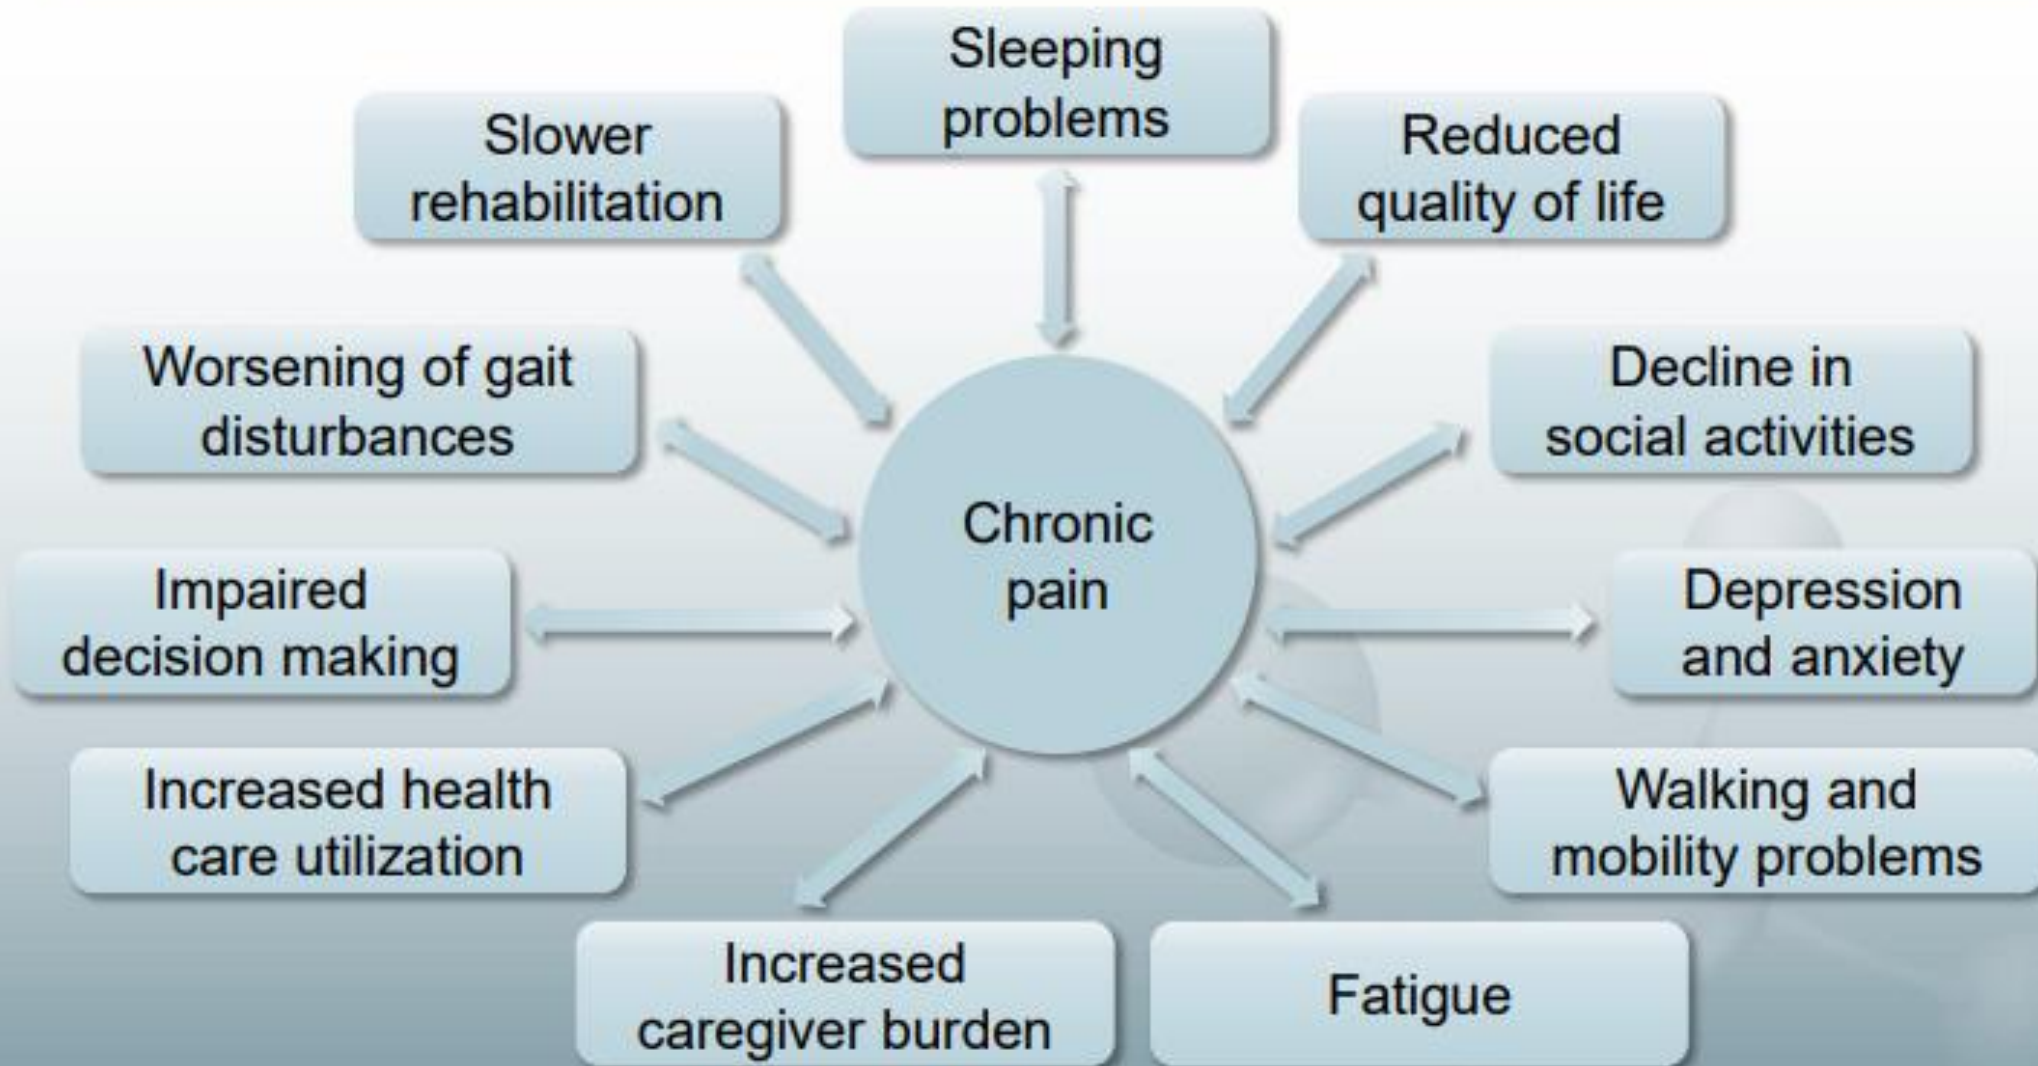 Sleeping
problems
Reduced
quality of life
Decline in
social activities
Depression
and anxiety
Walking and
mobility problems
Fatigue
Increased
caregiver burden
Increased health
care utilization
Impaired
decision making
Worsening of gait
disturbances
Slower
rehabilitation
Chronic
pain